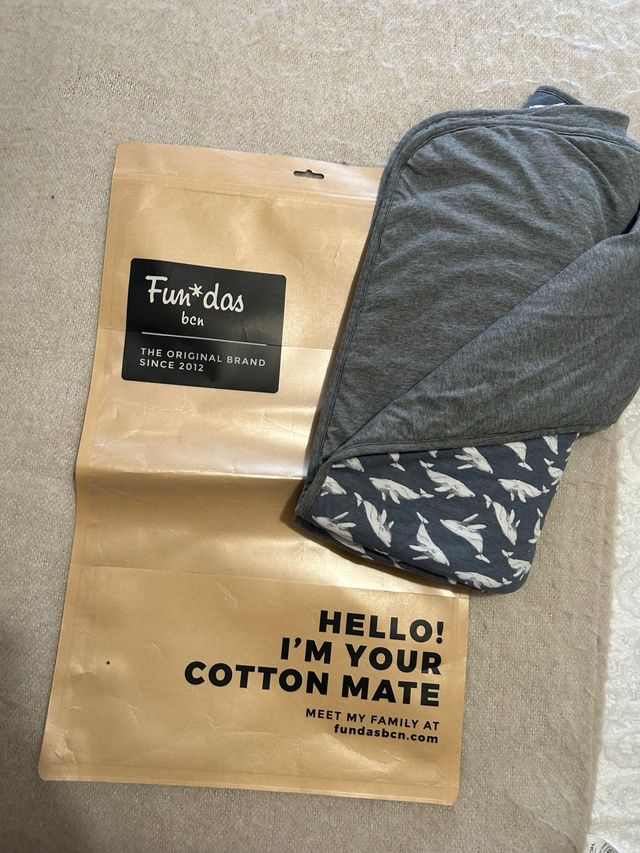 Fun*das
bcn
THE ORIGINAL BRAND
SINCE 2012
HELLO!
I'M YOUR
COTTON MATE
MEET MY FAMILY AT
fundasbcn.com